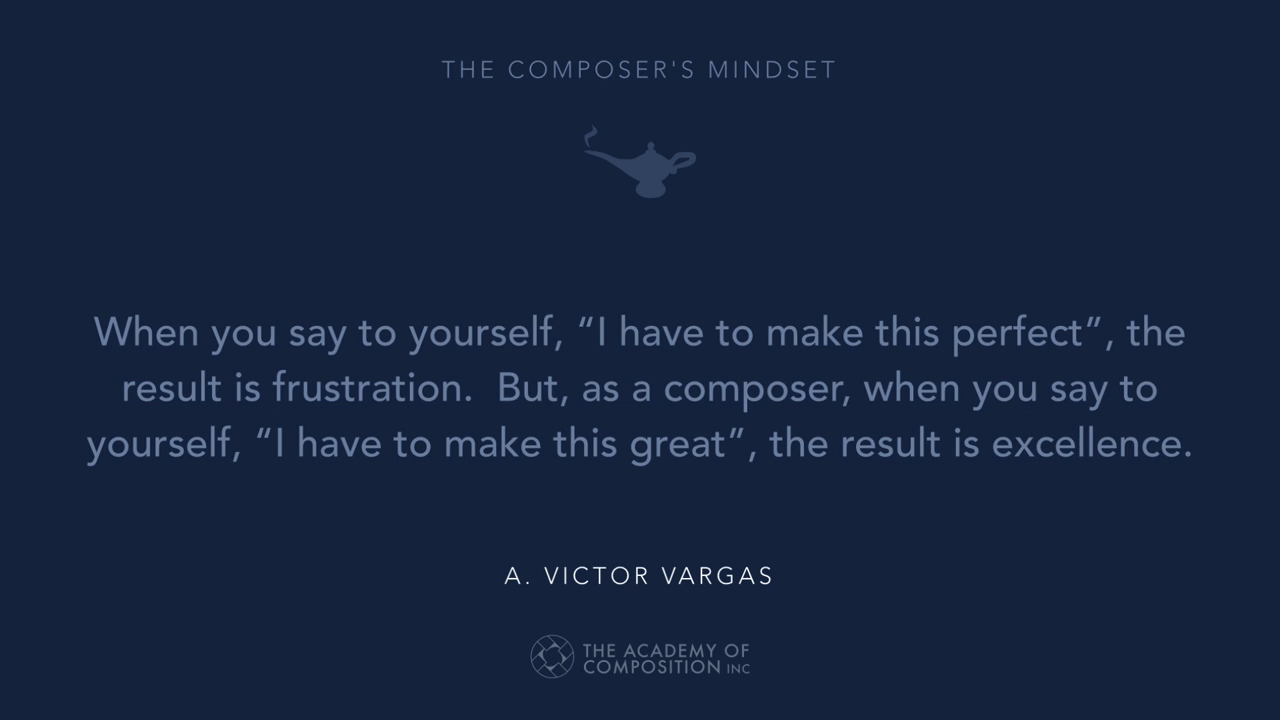 THE COMPOSER'S MINDSET
When you say to yourself, “I have to make this perfect”, the
result is frustration.  But, as a composer, when you say to
yourself, “I have to make this great”, the result is excellence.
A. VICTOR VARGAS
THE ACADEMY OF
COMPOSITION INC